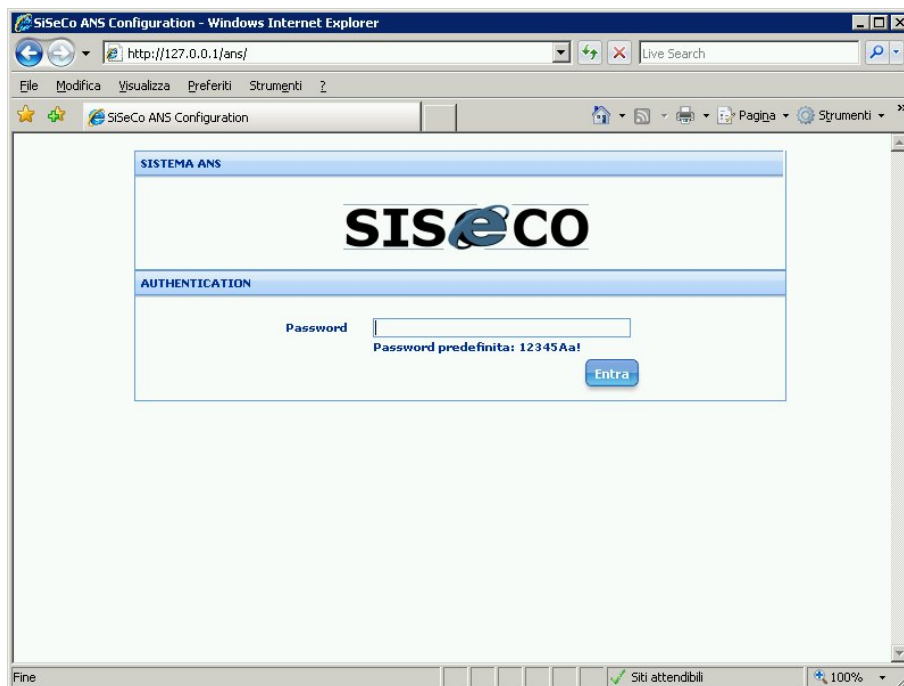 SiSeCo ANS Configuration - Windows Internet Explorer
http://127.0.0.1/ans/
Live Search
File Modifica Visualizza Preferiti Strumenti ?
SiSeCo ANS Configuration
Pagina Strumenti »
SISTEMA ANS
SISeCO
AUTHENTICATION
Password
Password predefinita: 12345Aa!
Entra
Fine
Siti attendibili
100%